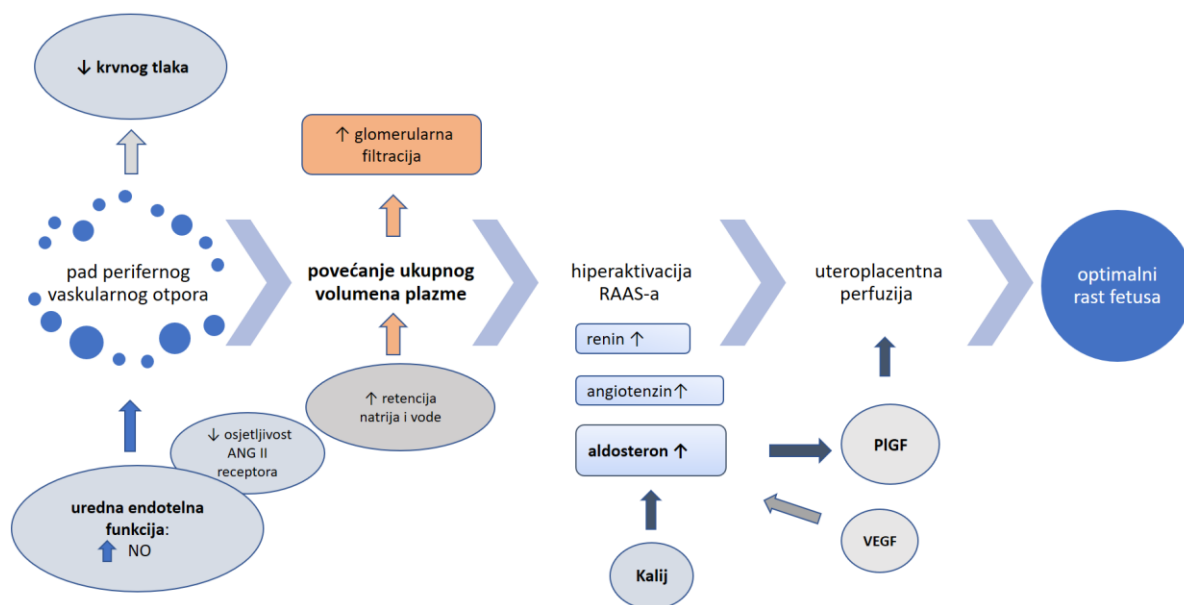 ↓ krvnog tlaka
↑ glomerularna
filtracija
pad perifernog
vaskularnog otpora
povećanje ukupnog
volumena plazme
hiperaktivacija
RAAS-a
uteroplacentna
perfuzija
optimalni
rast fetusa
renin ↑
angiotenzin ↑
aldosteron ↑
↑ retencija
natrija i vode
↓ osjetljivost
ANG II
receptora
uredna endotelna
funkcija:
NO
PlGF
VEGF
Kalij